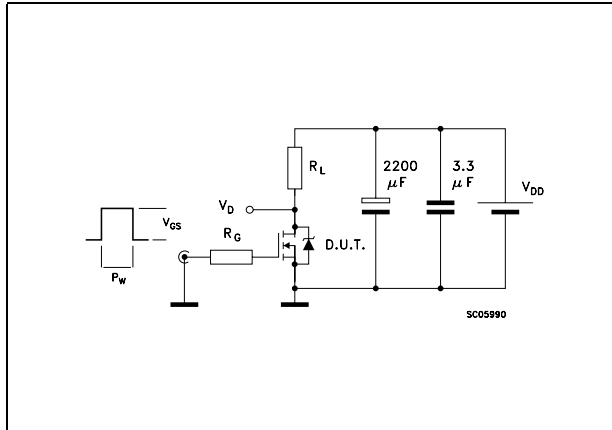 R_L
2200
μF
3.3
μF
V_DD
V_D
V_GS
R_G
D.U.T.
P_W
SC05990